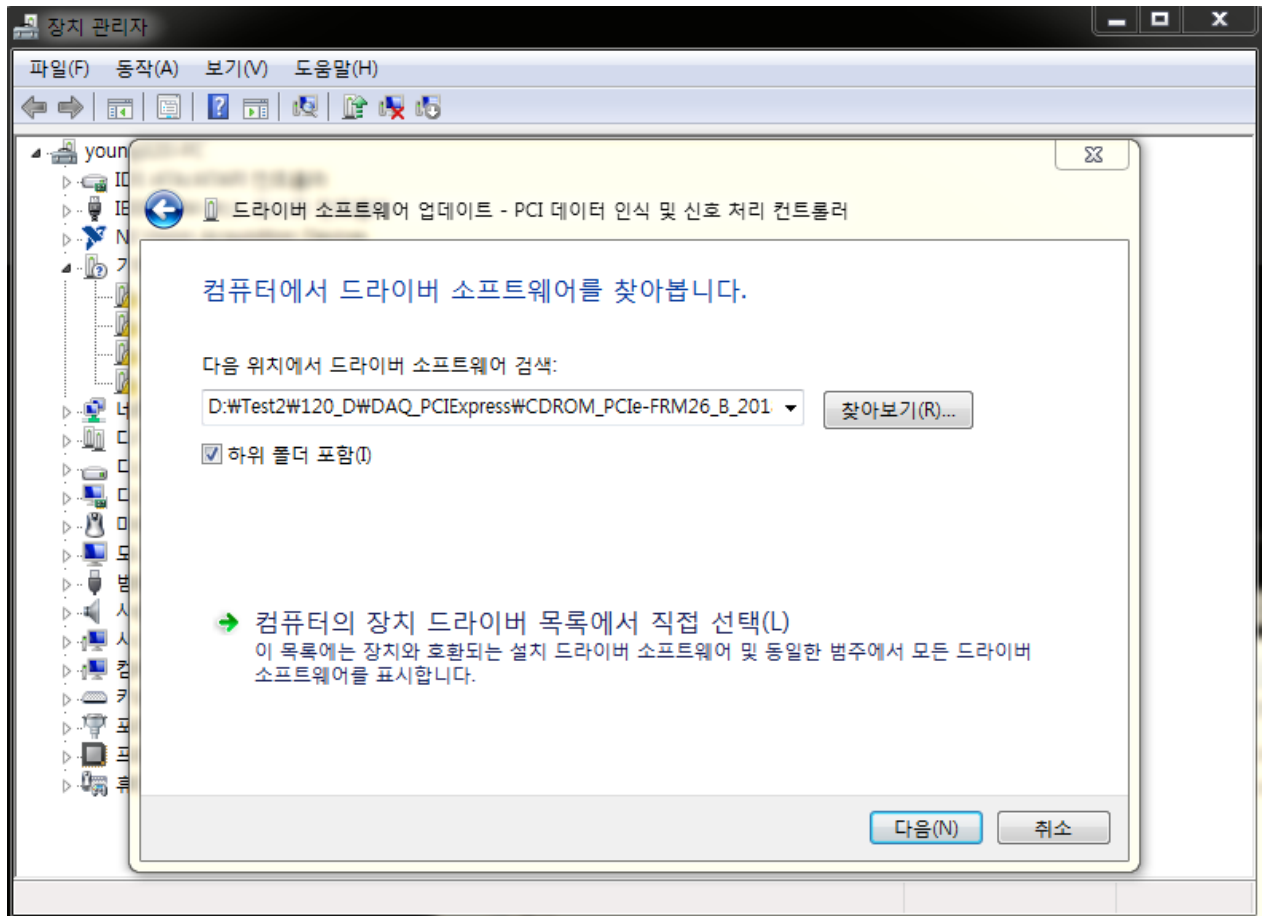 장치 관리자
파일(F) 동작(A) 보기(V) 도움말(H)
드라이버 소프트웨어 업데이트 - PCI 데이터 인식 및 신호 처리 컨트롤러
컴퓨터에서 드라이버 소프트웨어를 찾아봅니다.
다음 위치에서 드라이버 소프트웨어 검색:
D:₩Test2₩120_D₩DAQ_PCIExpress₩CDROM_PCIe-FRM26_B_201
찾아보기(R)...
하위 폴더 포함(I)
컴퓨터의 장치 드라이버 목록에서 직접 선택(L)
이 목록에는 장치와 호환되는 설치 드라이버 소프트웨어 및 동일한 범주에서 모든 드라이버
소프트웨어를 표시합니다.
다음(N) 취소